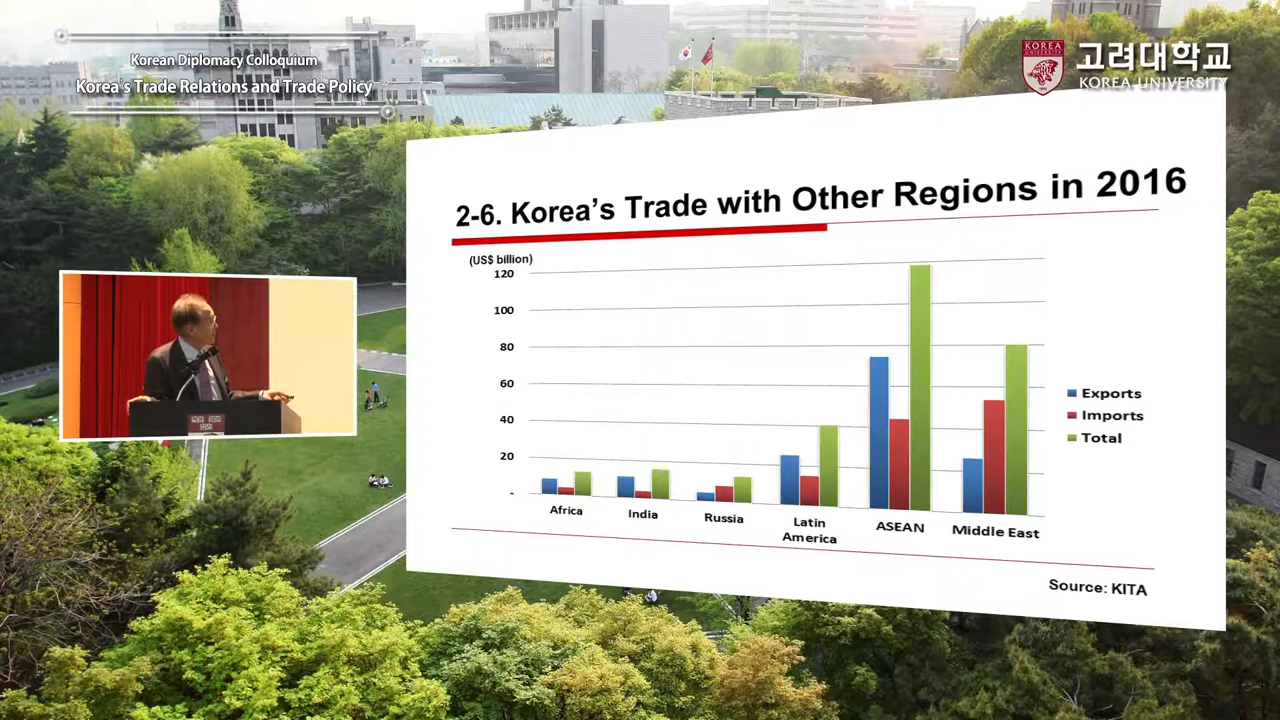 Korean Diplomacy Colloquium
Korea's Trade Relations and Trade Policy
KOREA
UNIVERSITY
고려대학교
KOREA UNIVERSITY
2-6. Korea's Trade with Other Regions in 2016
(US$ billion)
120
100
80
60
40
20
-
Africa
India
Russia
Latin
America
ASEAN
Middle East
Exports
Imports
Total
Source: KITA